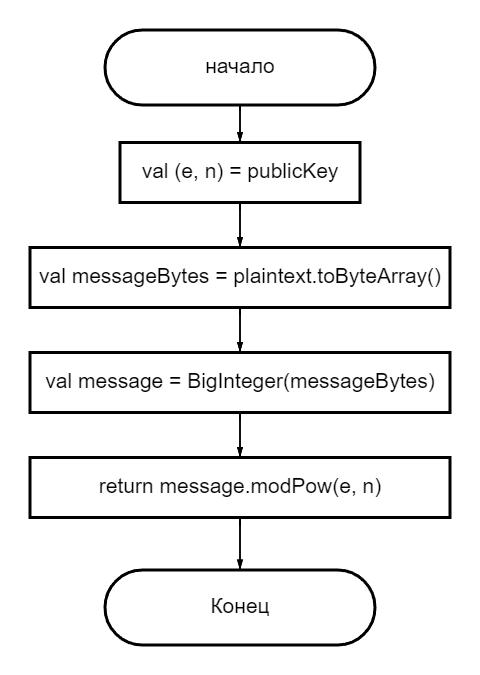 начало
val (e, n) = publicKey
val messageBytes = plaintext.toByteArray()
val message = BigInteger(messageBytes)
return message.modPow(e, n)
Конец